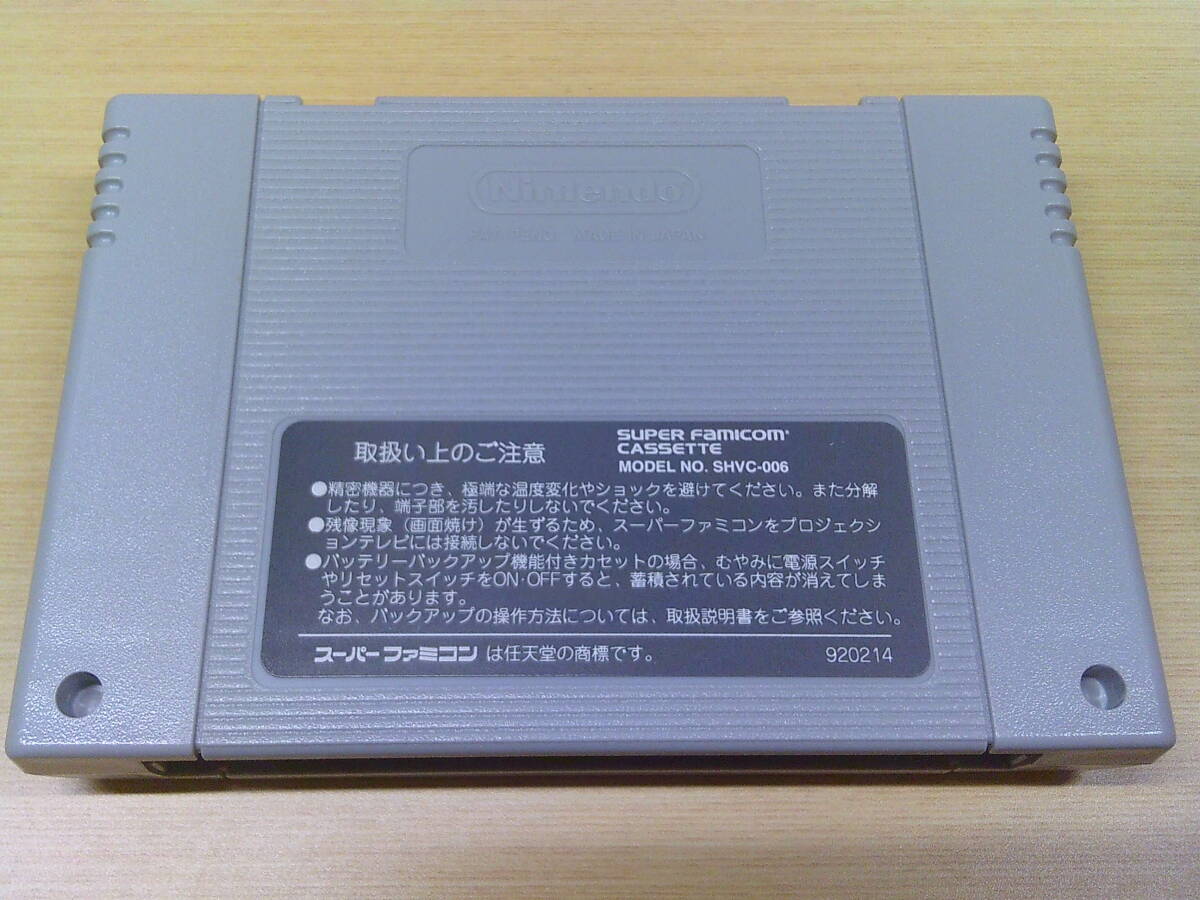 Nintendo
PAT. PEND. MADE IN JAPAN
取扱い上のご注意
SUPER FAMICOM
CASSETTE
MODEL NO. SHVC-006
●精密機器につき、極端な温度変化やショックを避けてください。また分解
したり、端子部を汚したりしないでください。
●残像現象（画面焼け）が生ずるため、スーパーファミコンをプロジェクシ
ョンテレビには接続しないでください。
●バッテリーバックアップ機能付きカセットの場合、むやみに電源スイッチ
やリセットスイッチをON・OFFすると、蓄積されている内容が消えてしま
うことがあります。
なお、バックアップの操作方法については、取扱説明書をご参照ください。
スーパーファミコン は任天堂の商標です。 920214